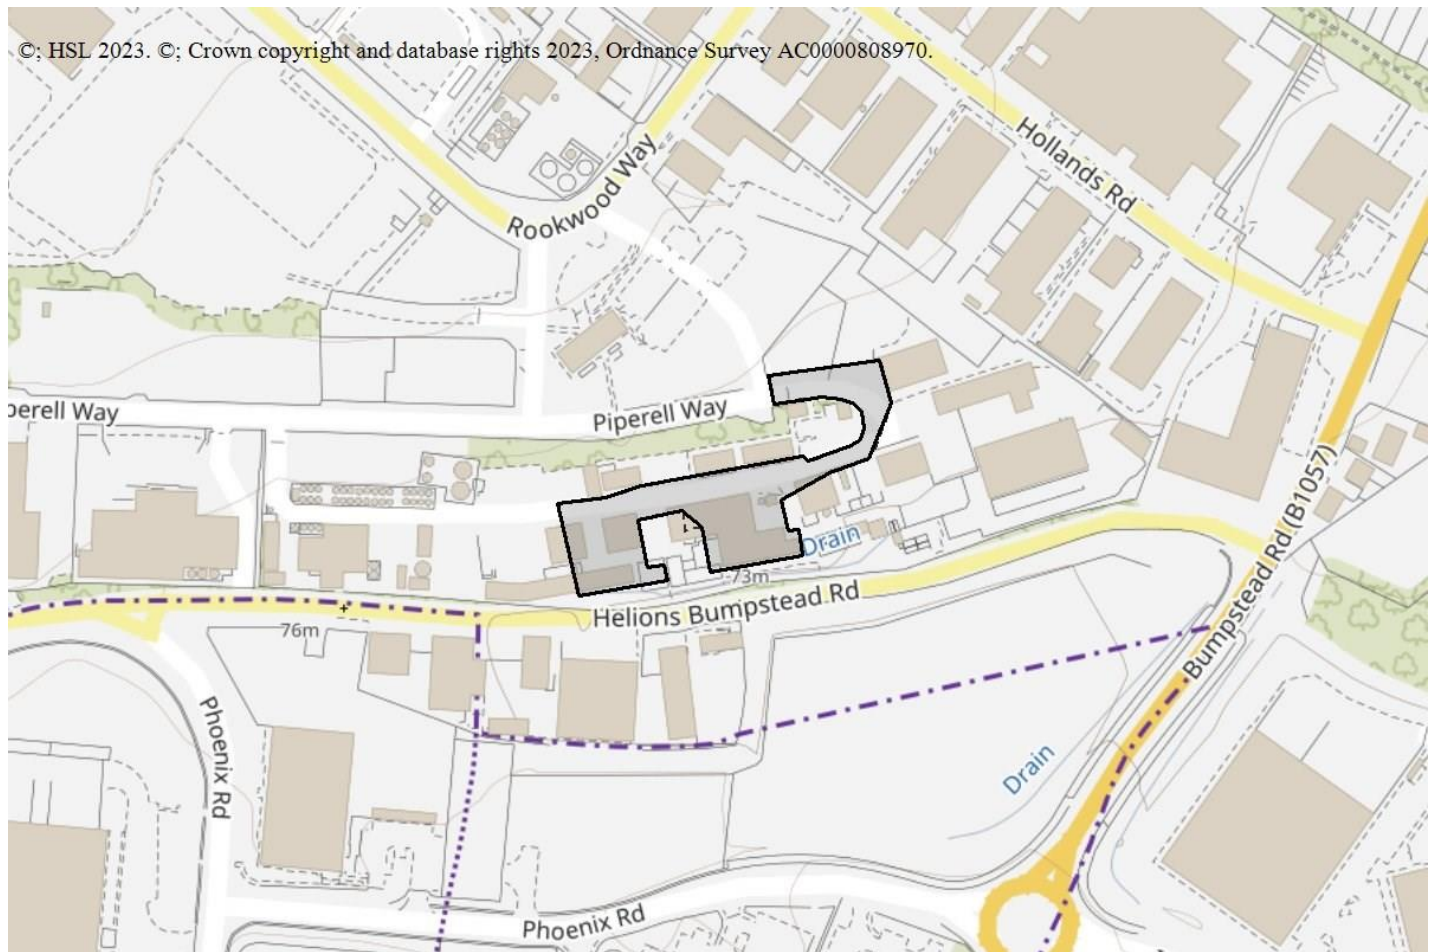 ©; HSL 2023. ©; Crown copyright and database rights 2023, Ordnance Survey AC0000808970.
Hollands Rd
Rookwood Way
Piperell Way
perell Way
Drain
73m
Helions Bumpstead Rd
76m
Bumpstead Rd (B1057)
Phoenix Rd
Drain
Phoenix Rd